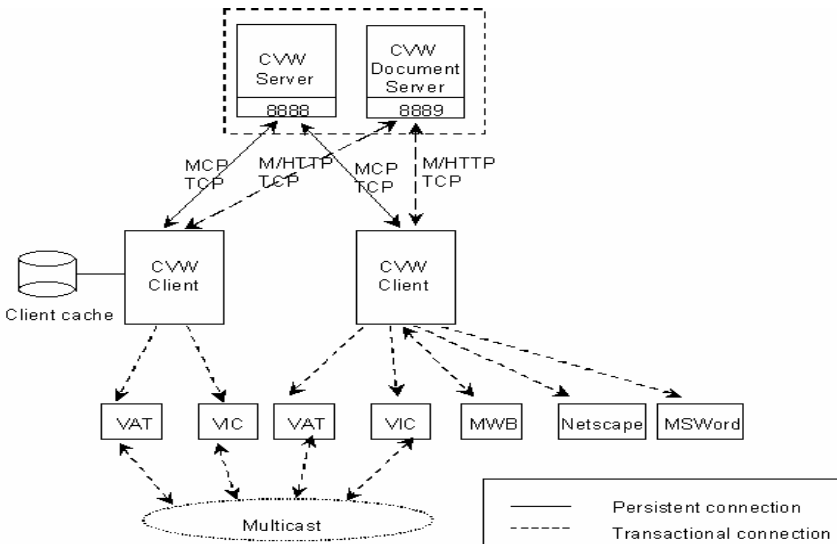 CVW
Server
8888
CVW
Document
Server
8889
MCP
TCP
M/HTTP
TCP
MCP
TCP
M/HTTP
TCP
CVW
Client
CVW
Client
Client cache
VAT
VIC
VAT
VIC
MWB
Netscape
MSWord
Multicast
Persistent connection
Transactional connection